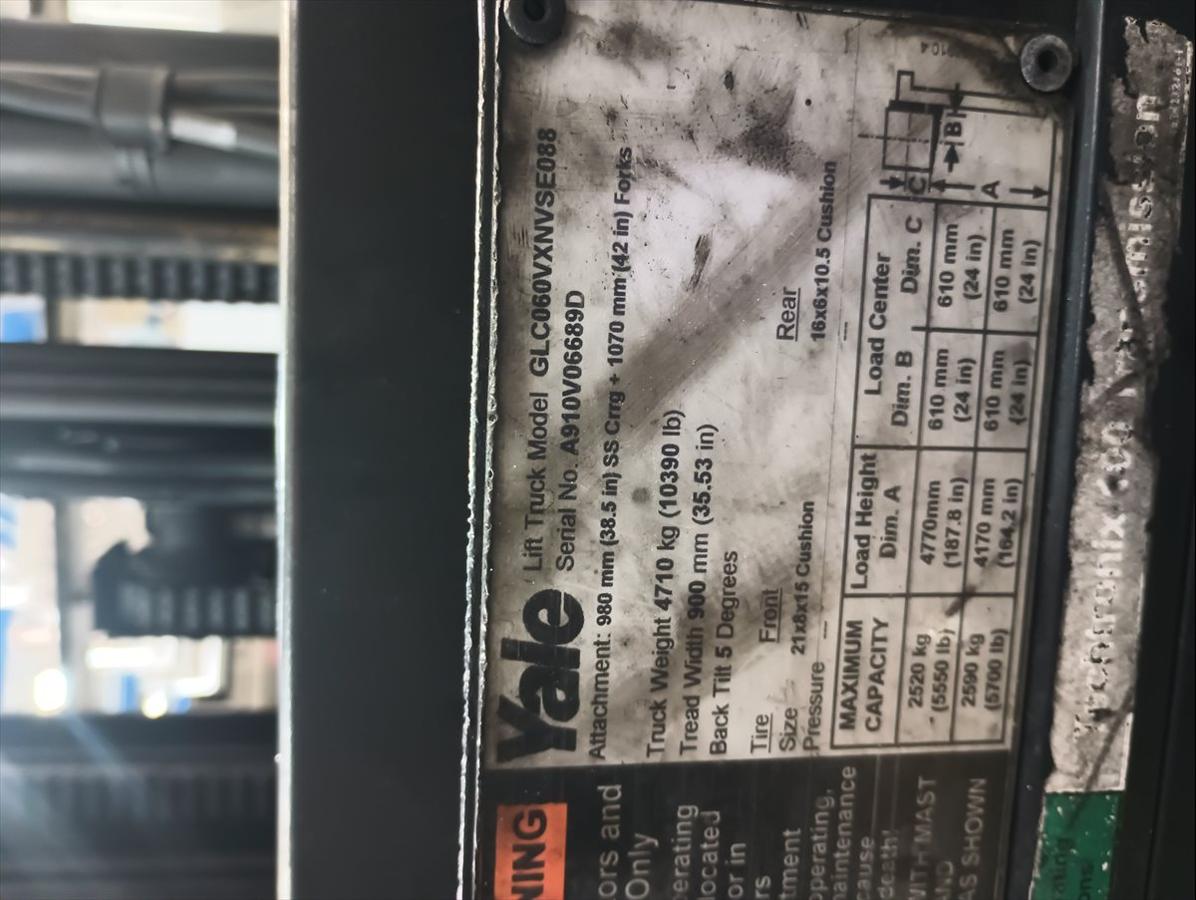 Yale
Lift Truck Model GLC060VXNVSE088
Serial No. A910V06689D
Attachment: 980 mm (38.5 in) SS Crrg + 1070 mm (42 in) Forks
Truck Weight 4710 kg (10390 lb)
Tread Width 900 mm (35.53 in)
Back Tilt 5 Degrees
Tire Front Rear
Size 21x8x15 Cushion 16x6x10.5 Cushion
Pressure — —
MAXIMUM CAPACITY
Load Height Dim. A
Load Center
Dim. B Dim. C
2520 kg 4770mm 610 mm 610 mm
(5550 lb) (187.8 in) (24 in) (24 in)
2590 kg 4170 mm 610 mm 610 mm
(5700 lb) (164.2 in) (24 in) (24 in)
C
B
A
NING
ors and
Only
erating
located
or in
rs
tment
operating,
maintenance
cause
death!
WITH MAST
AND
AS SHOWN